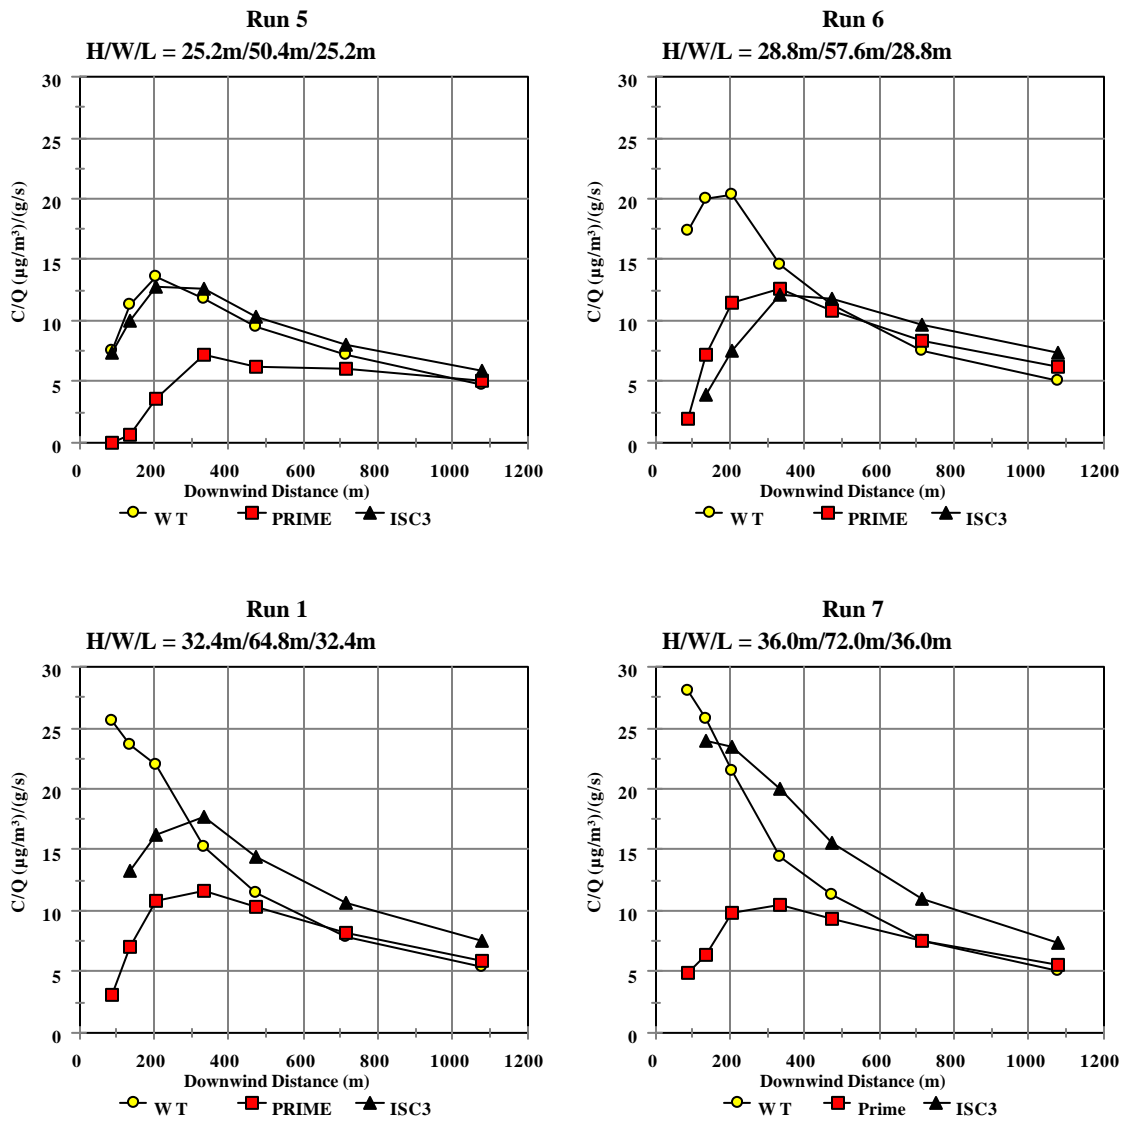 Run 5
H/W/L = 25.2m/50.4m/25.2m
30
25
20
15
10
5
0
C/Q (µg/m³)/(g/s)
0 200 400 600 800 1000 1200
Downwind Distance (m)
W T PRIME ISC3
Run 6
H/W/L = 28.8m/57.6m/28.8m
30
25
20
15
10
5
0
C/Q (µg/m³)/(g/s)
0 200 400 600 800 1000 1200
Downwind Distance (m)
W T PRIME ISC3
Run 1
H/W/L = 32.4m/64.8m/32.4m
30
25
20
15
10
5
0
C/Q (µg/m³)/(g/s)
0 200 400 600 800 1000 1200
Downwind Distance (m)
W T PRIME ISC3
Run 7
H/W/L = 36.0m/72.0m/36.0m
30
25
20
15
10
5
0
C/Q (µg/m³)/(g/s)
0 200 400 600 800 1000 1200
Downwind Distance (m)
W T Prime ISC3